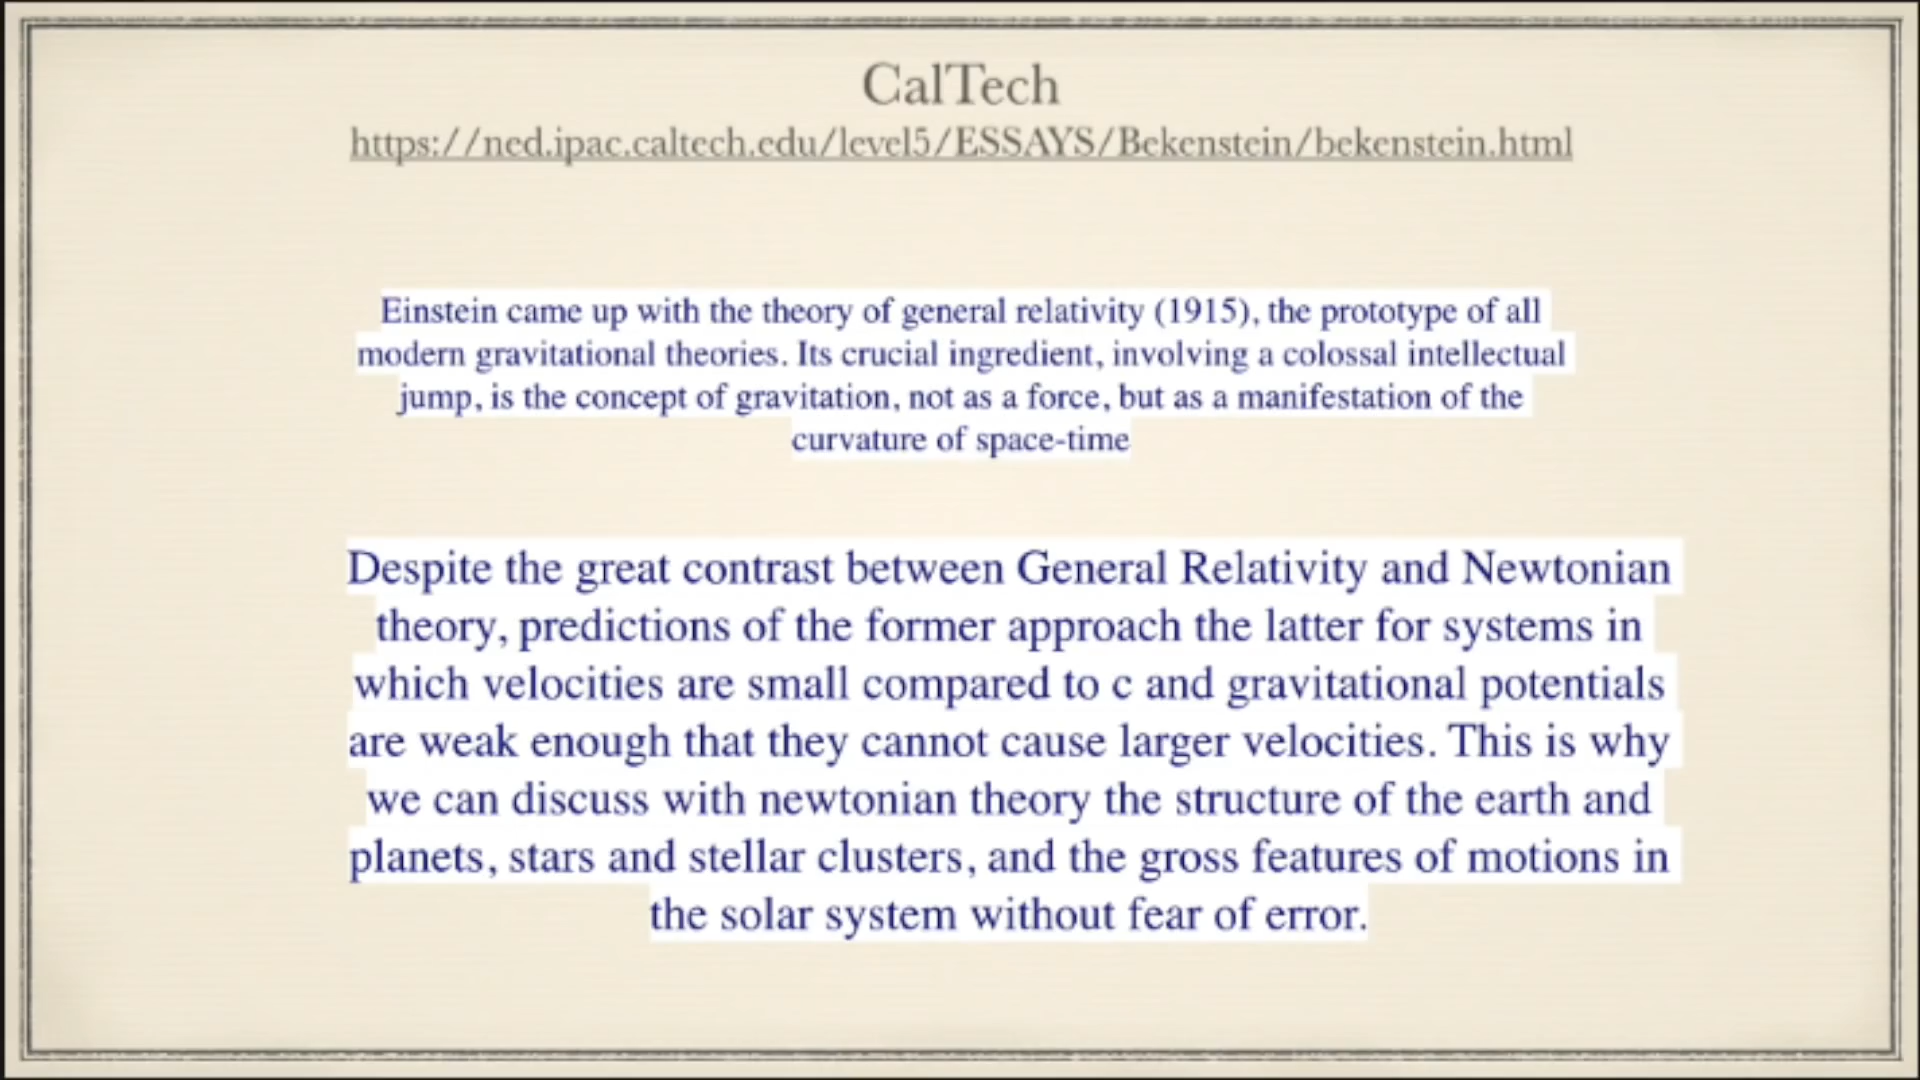 CalTech
https://ned.ipac.caltech.edu/level5/ESSAYS/Bekenstein/bekenstein.html
Einstein came up with the theory of general relativity (1915), the prototype of all
modern gravitational theories. Its crucial ingredient, involving a colossal intellectual
jump, is the concept of gravitation, not as a force, but as a manifestation of the
curvature of space-time
Despite the great contrast between General Relativity and Newtonian
theory, predictions of the former approach the latter for systems in
which velocities are small compared to c and gravitational potentials
are weak enough that they cannot cause larger velocities. This is why
we can discuss with newtonian theory the structure of the earth and
planets, stars and stellar clusters, and the gross features of motions in
the solar system without fear of error.